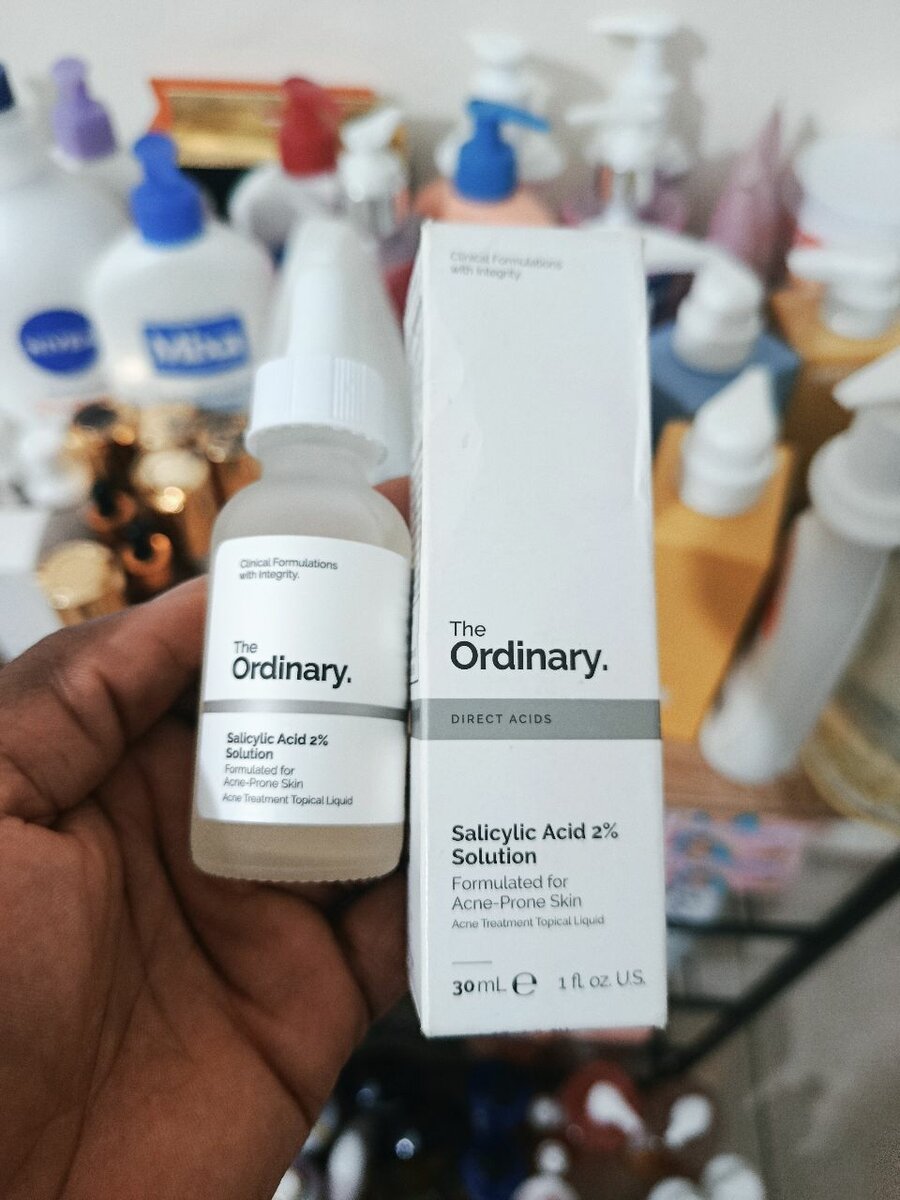 Clinical Formulations
with Integrity.
The
Ordinary.
Salicylic Acid 2%
Solution
Formulated for
Acne-Prone Skin
Acne Treatment Topical Liquid
Clinical Formulations
with Integrity
The
Ordinary.
DIRECT ACIDS
Salicylic Acid 2%
Solution
Formulated for
Acne-Prone Skin
Acne Treatment Topical Liquid
30 mL e 1 fl. oz. U.S.
NIVEA
Mixa